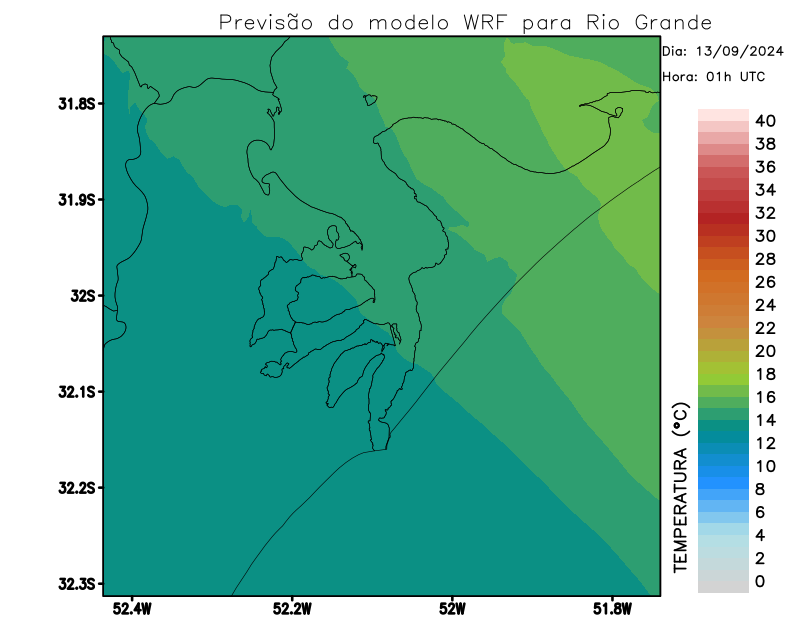 Previsão do modelo WRF para Rio Grande
Dia: 13/09/2024
Hora: 01h UTC
31.8S
31.9S
32S
32.1S
32.2S
32.3S
52.4W
52.2W
52W
51.8W
TEMPERATURA (°C)
40
38
36
34
32
30
28
26
24
22
20
18
16
14
12
10
8
6
4
2
0